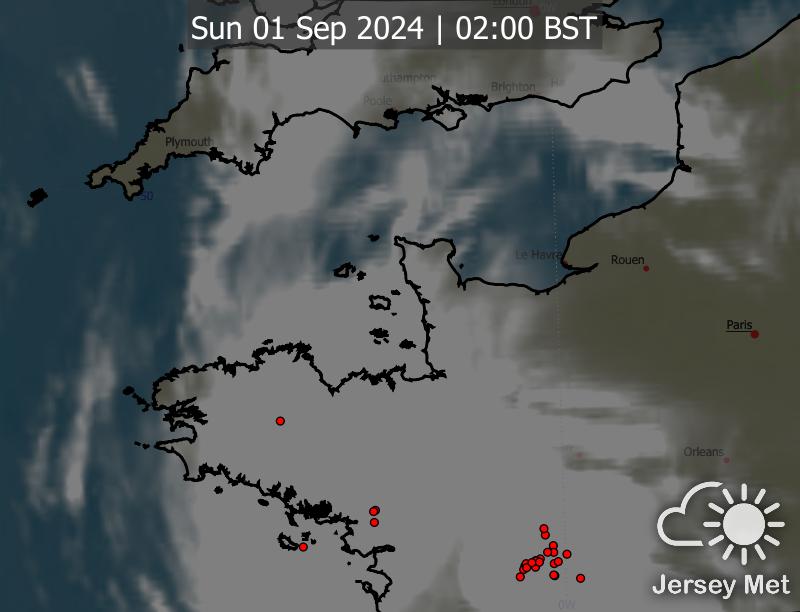 London
Sun 01 Sep 2024 | 02:00 BST
uthampton
Brighton
Ha
Poole
Plymouth
50
Le Havre
Rouen
Paris
Orleans
Jersey Met
0W